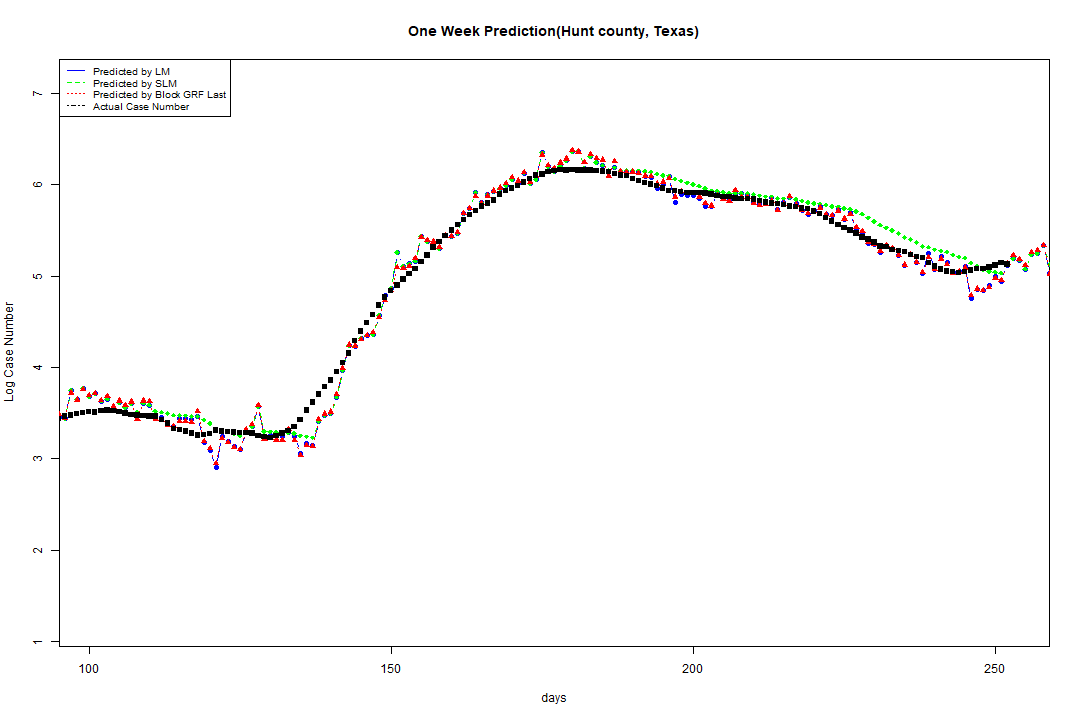 One Week Prediction(Hunt county, Texas)
Predicted by LM
Predicted by SLM
Predicted by Block GRF Last
Actual Case Number
7
6
5
4
3
2
1
Log Case Number
100 150 200 250
days